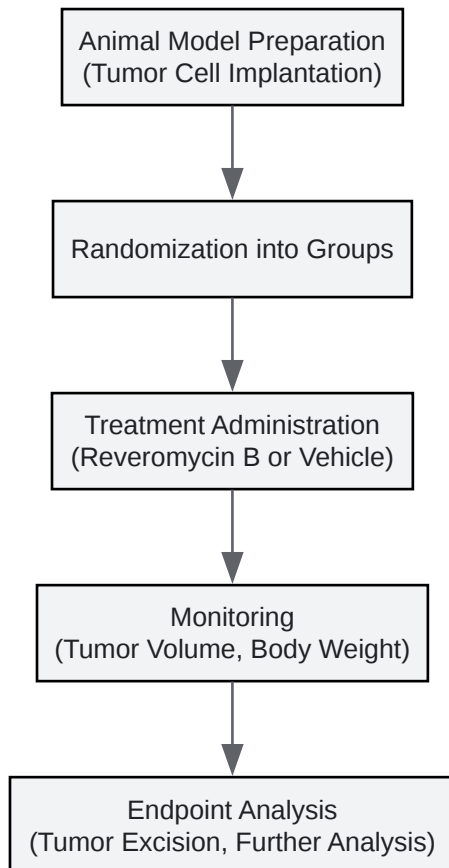 Animal Model Preparation
(Tumor Cell Implantation)
Randomization into Groups
Treatment Administration
(Reveromycin B or Vehicle)
Monitoring
(Tumor Volume, Body Weight)
Endpoint Analysis
(Tumor Excision, Further Analysis)